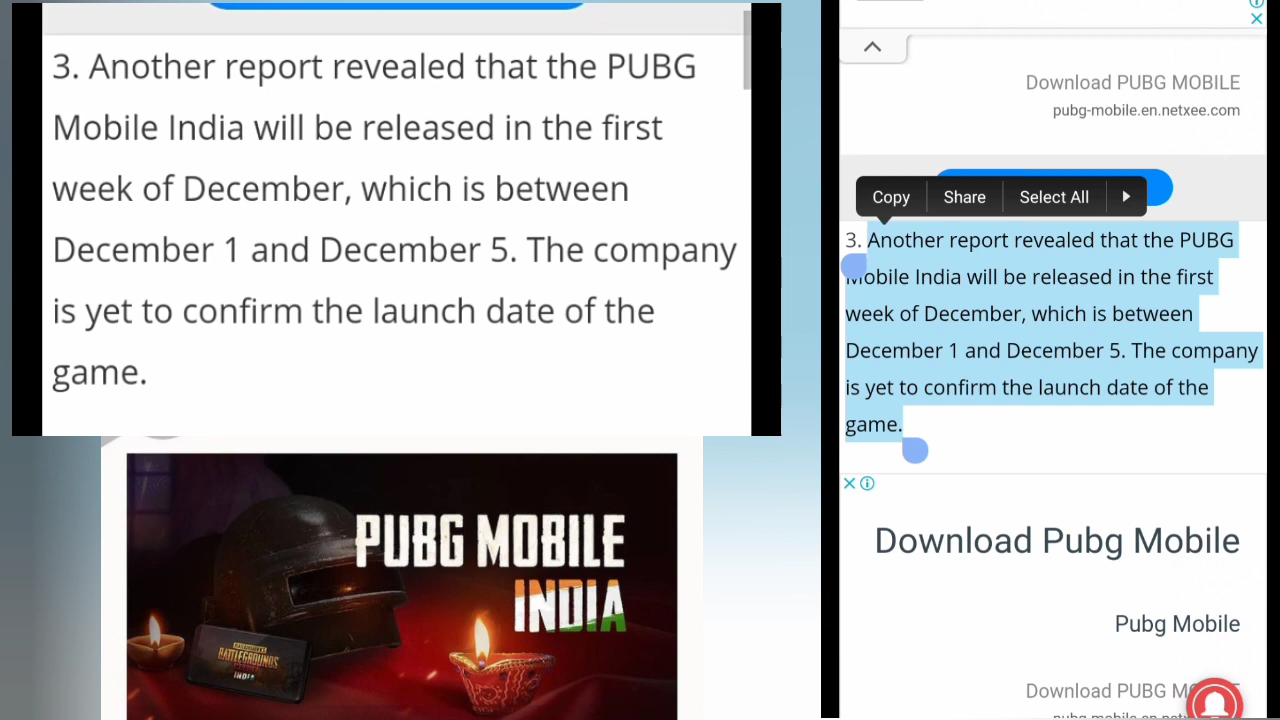 3. Another report revealed that the PUBG
Mobile India will be released in the first
week of December, which is between
December 1 and December 5. The company
is yet to confirm the launch date of the
game.
PUBG MOBILE
INDIA
BATTLEGROUNDS
INDIA
Download PUBG MOBILE
pubg-mobile.en.netxee.com
Copy Share Select All
3. Another report revealed that the PUBG
Mobile India will be released in the first
week of December, which is between
December 1 and December 5. The company
is yet to confirm the launch date of the
game.
Download Pubg Mobile
Pubg Mobile
Download PUBG